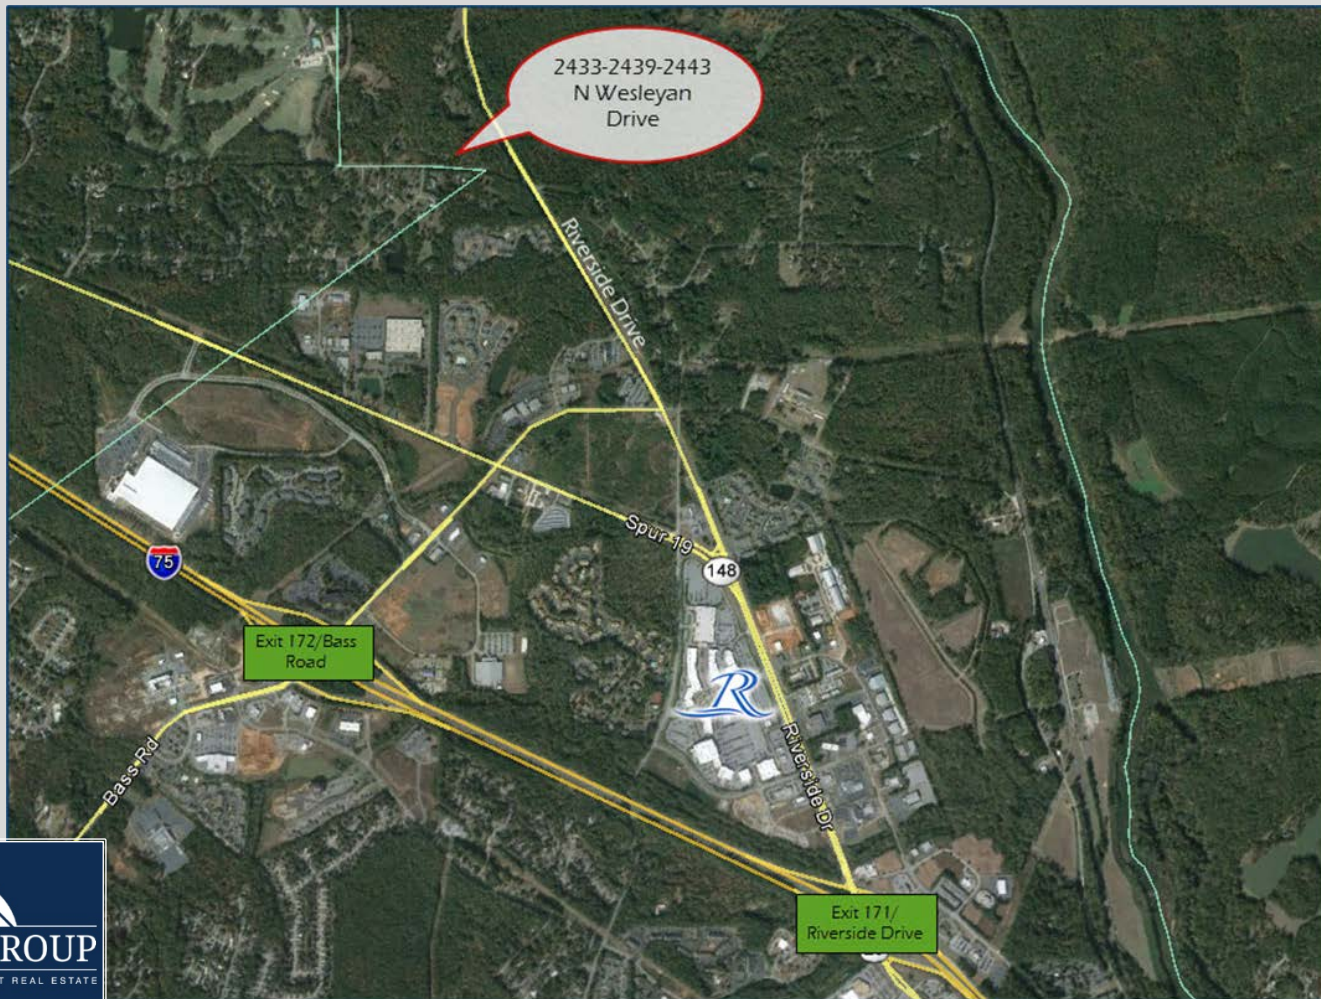 2433-2439-2443
N Wesleyan
Drive
Riverside Drive
Spur 19
148
75
Exit 172/Bass
Road
R
Riverside Dr
Bass Rd
Exit 171/
Riverside Drive
ROUP
T REAL ESTATE